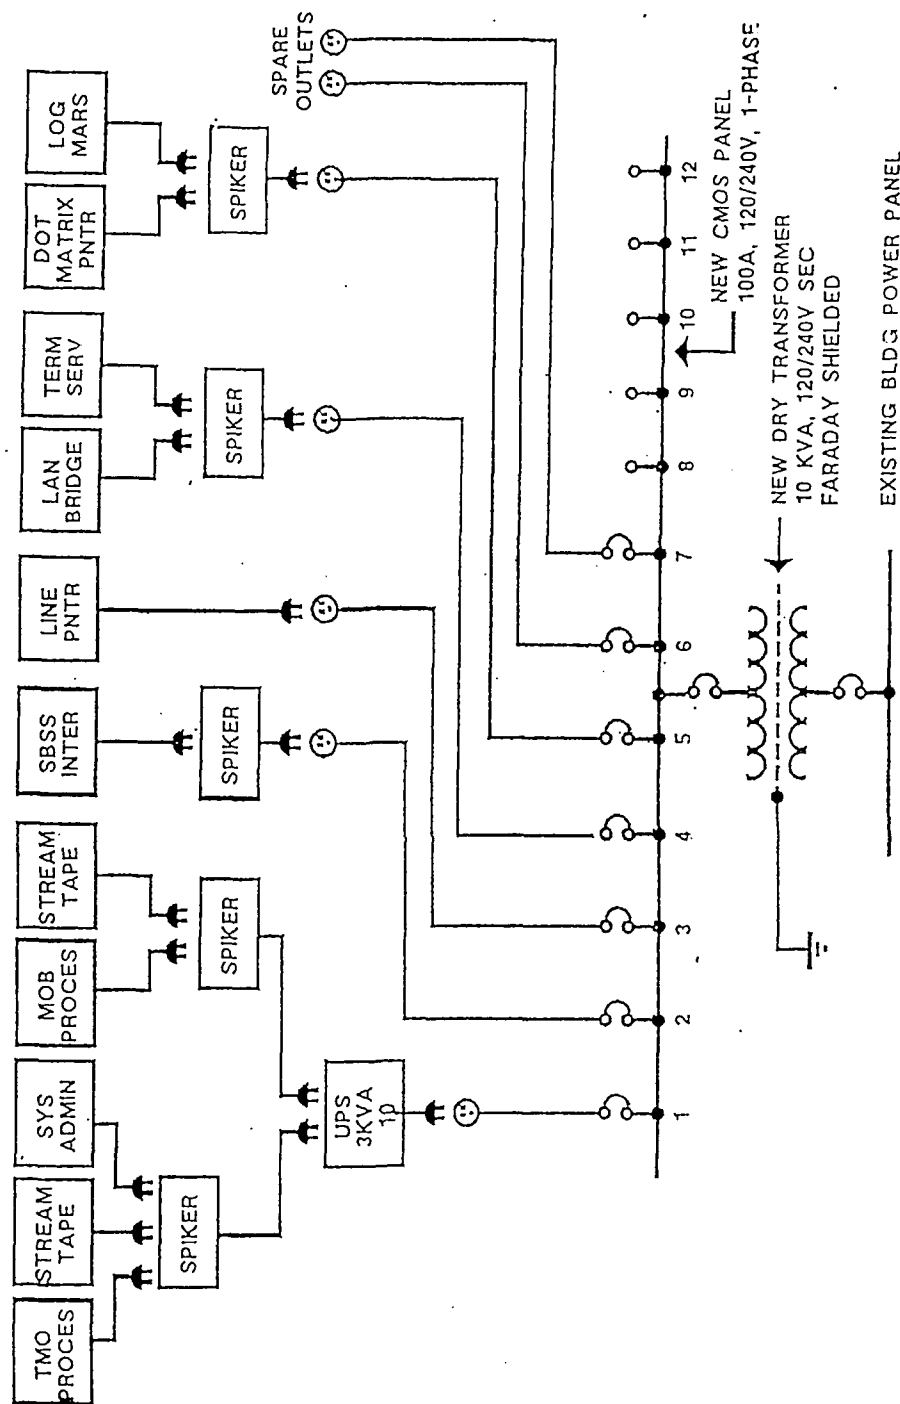 TMO
PROCES
STREAM
TAPE
SYS
ADMIN
MOB
PROCES
STREAM
TAPE
SBSS
INTER
LINE
PNTR
LAN
BRIDGE
TERM
SERV
DOT
MATRIX
PNTR
LOG
MARS
SPIKER
SPIKER
SPIKER
SPIKER
SPIKER
SPARE
OUTLETS
UPS
3KVA
10
1
2
3
4
5
6
7
8
9
10
11
12
NEW CMOS PANEL
100A, 120/240V, 1-PHASE
NEW DRY TRANSFORMER
10 KVA, 120/240V SEC
FARADAY SHIELDED
EXISTING BLDG POWER PANEL